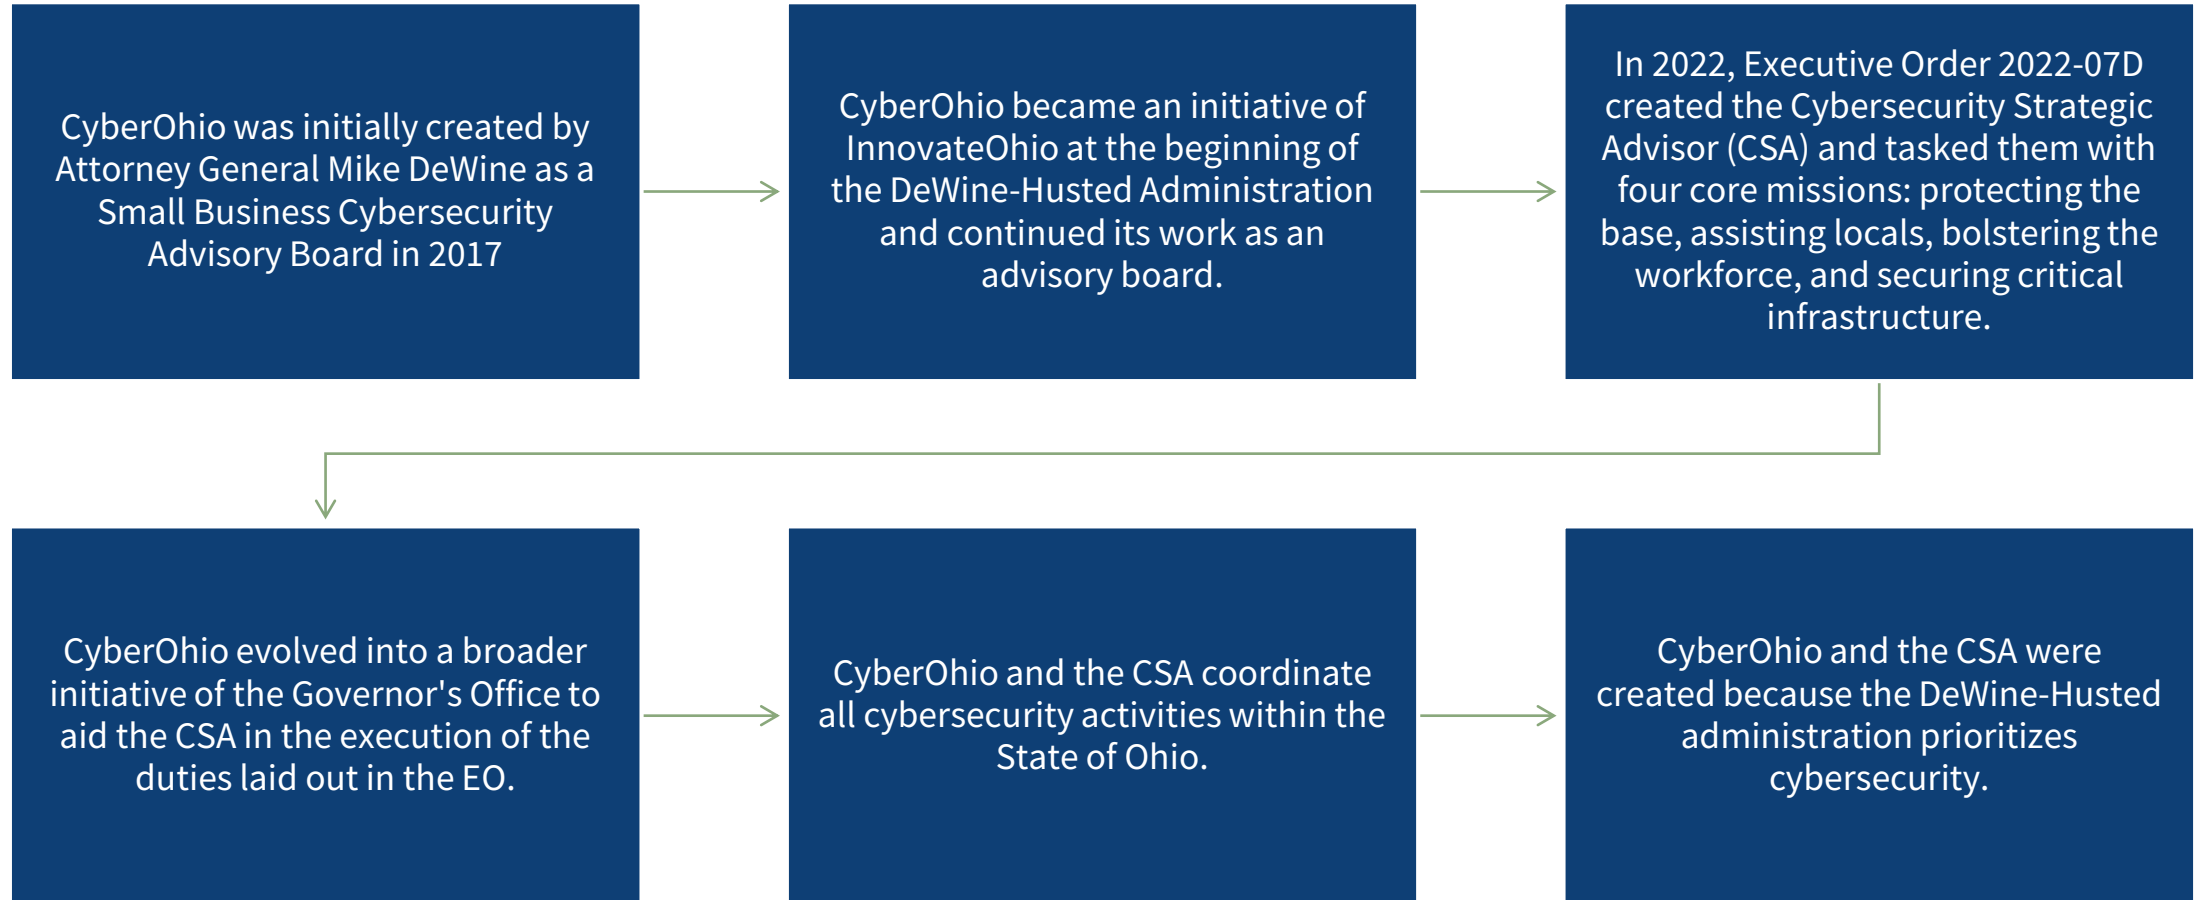 CyberOhio was initially created by
Attorney General Mike DeWine as a
Small Business Cybersecurity
Advisory Board in 2017
CyberOhio became an initiative of
InnovateOhio at the beginning of
the DeWine-Husted Administration
and continued its work as an
advisory board.
In 2022, Executive Order 2022-07D
created the Cybersecurity Strategic
Advisor (CSA) and tasked them with
four core missions: protecting the
base, assisting locals, bolstering the
workforce, and securing critical
infrastructure.
CyberOhio evolved into a broader
initiative of the Governor's Office to
aid the CSA in the execution of the
duties laid out in the EO.
CyberOhio and the CSA coordinate
all cybersecurity activities within the
State of Ohio.
CyberOhio and the CSA were
created because the DeWine-Husted
administration prioritizes
cybersecurity.